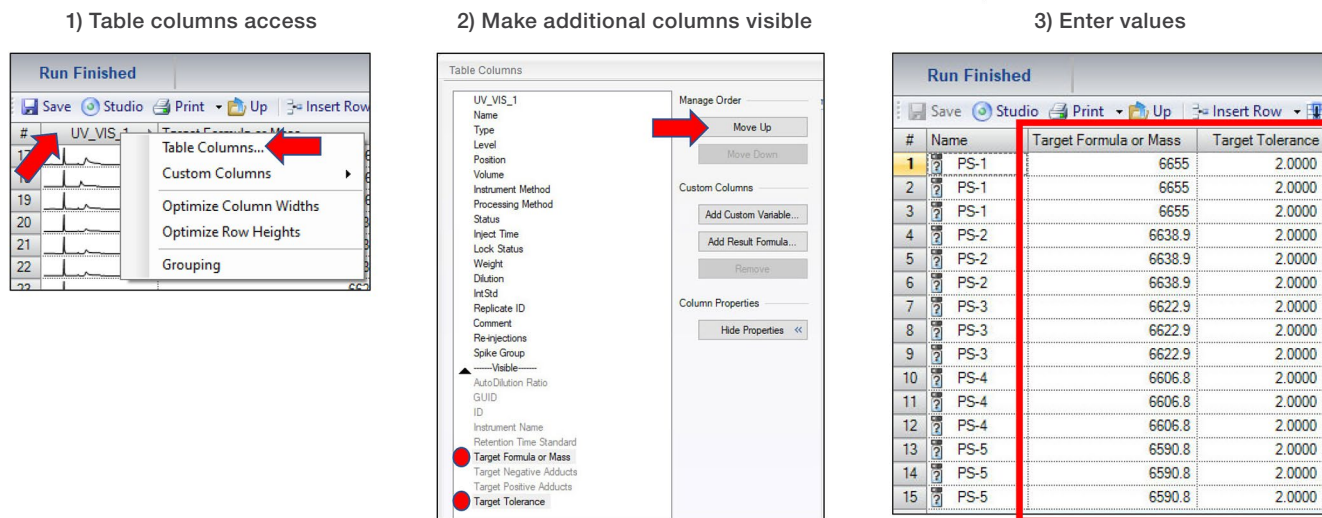 1) Table columns access
Run Finished
Save Studio Print Up Insert Row
# UV_VIS_1 Target Formula or Mass
17
Table Columns...
Custom Columns
19
Optimize Column Widths
20
Optimize Row Heights
21
22
Grouping
23
2) Make additional columns visible
Table Columns
UV_VIS_1
Name
Type
Level
Position
Volume
Instrument Method
Processing Method
Status
Inject Time
Lock Status
Weight
Dilution
IntStd
Replicate ID
Comment
Re-injections
Spike Group
------Visible------
AutoDilution Ratio
GUID
ID
Instrument Name
Retention Time Standard
Target Formula or Mass
Target Negative Adducts
Target Positive Adducts
Target Tolerance
Manage Order
Move Up
Move Down
Custom Columns
Add Custom Variable...
Add Result Formula...
Remove
Column Properties
Hide Properties «
3) Enter values
Run Finished
Save Studio Print Up Insert Row
# Name Target Formula or Mass Target Tolerance
1 PS-1 6655 2.0000
2 PS-1 6655 2.0000
3 PS-1 6655 2.0000
4 PS-2 6638.9 2.0000
5 PS-2 6638.9 2.0000
6 PS-2 6638.9 2.0000
7 PS-3 6622.9 2.0000
8 PS-3 6622.9 2.0000
9 PS-3 6622.9 2.0000
10 PS-4 6606.8 2.0000
11 PS-4 6606.8 2.0000
12 PS-4 6606.8 2.0000
13 PS-5 6590.8 2.0000
14 PS-5 6590.8 2.0000
15 PS-5 6590.8 2.0000